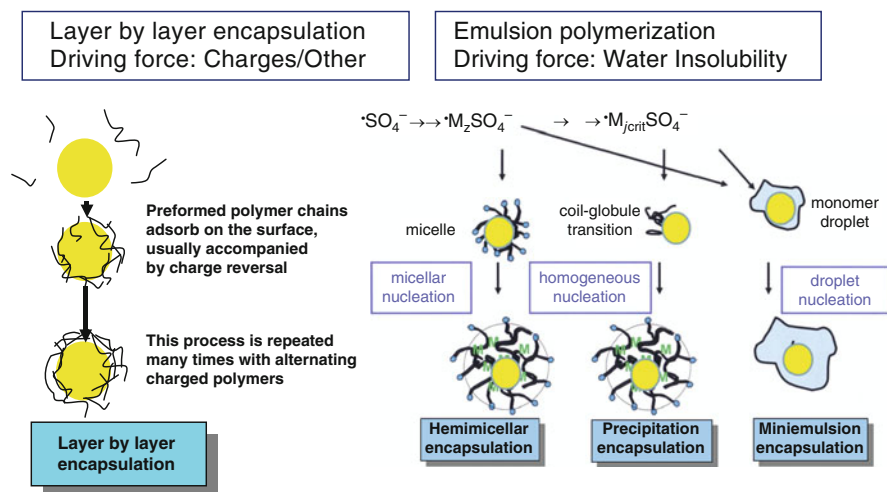 Layer by layer encapsulation
Driving force: Charges/Other
Emulsion polymerization
Driving force: Water Insolubility
•SO₄⁻ →→ •M_zSO₄⁻ → → •M_jcritSO₄⁻
Preformed polymer chains
adsorb on the surface,
usually accompanied
by charge reversal
This process is repeated
many times with alternating
charged polymers
Layer by layer
encapsulation
micelle
coil-globule
transition
monomer
droplet
micellar
nucleation
homogeneous
nucleation
droplet
nucleation
M M M M M
M M M M M
Hemimicellar
encapsulation
Precipitation
encapsulation
Miniemulsion
encapsulation